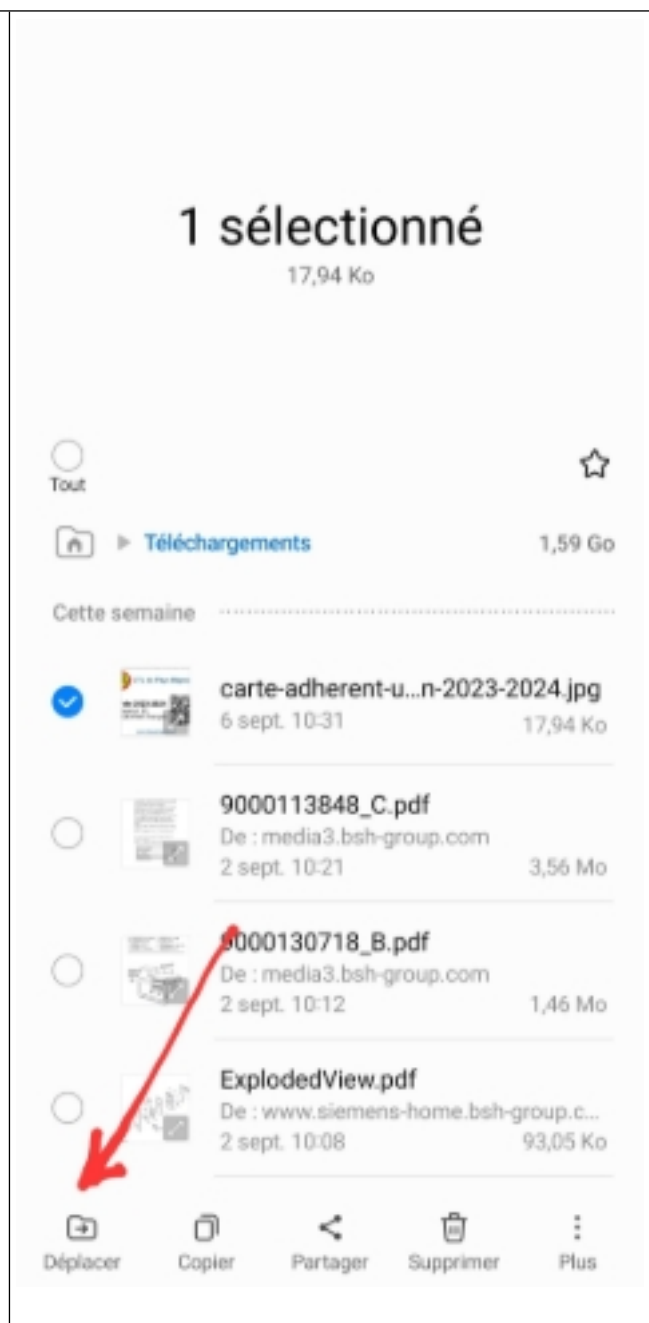 1 sélectionné
17,94 Ko
Tout
Téléchargements 1,59 Go
Cette semaine
carte-adherent-u...n-2023-2024.jpg
6 sept. 10:31 17,94 Ko
9000113848_C.pdf
De : media3.bsh-group.com
2 sept. 10:21 3,56 Mo
9000130718_B.pdf
De : media3.bsh-group.com
2 sept. 10:12 1,46 Mo
ExplodedView.pdf
De : www.siemens-home.bsh-group.c...
2 sept. 10:08 93,05 Ko
Déplacer Copier Partager Supprimer Plus